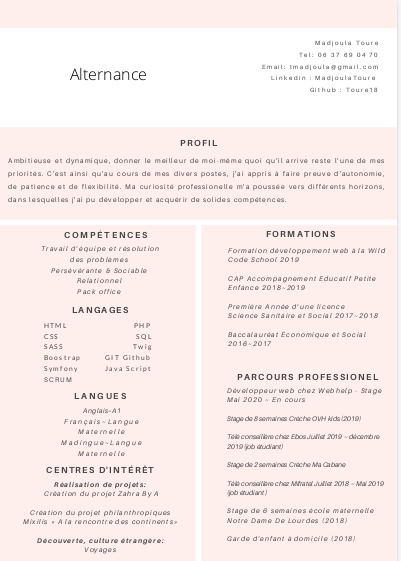 Madjoula Toure
Tel: 06 37 69 04 70
Email: tmadjoula@gmail.com
Linkedin : MadjoulaToure
Github : Toure18
Alternance
PROFIL
Ambitieuse et dynamique, donner le meilleur de moi-même quoi qu'il arrive reste l'une de mes
priorités. C'est ainsi qu'au cours de mes divers postes, j'ai appris à faire preuve d'autonomie,
de patience et de flexibilité. Ma curiosité professionnelle m'a poussée vers différents horizons,
dans lesquelles j'ai pu développer et acquérir de solides compétences.
COMPÉTENCES
Travail d'équipe et résolution
des problèmes
Persévérante & Sociable
Relationnel
Pack office
LANGAGES
HTML PHP
CSS SQL
SASS Twig
Boostrap GIT Github
Symfony Java Script
SCRUM
LANGUES
Anglais-A1
Français-Langue
Maternelle
Madingue-Langue
Maternelle
CENTRES D'INTÉRÊT
Réalisation de projets:
Création du projet Zahra By A
Création du projet philanthropiques
Mixilis « A la rencontre des continents»
Découverte, culture étrangère:
Voyages
FORMATIONS
Formation développement web à la Wild
Code School 2019
CAP Accompagnement Educatif Petite
Enfance 2018-2019
Première Année d'une licence
Science Sanitaire et Social 2017-2018
Baccalauréat Économique et Social
2016-2017
PARCOURS PROFESSIONEL
Développeur web chez Webhelp - Stage
Mai 2020 – En cours
Stage de 8 semaines Crèche OVH kids (2019)
Télé conseillère chez Ebos Juillet 2019 – décembre
2019 (job étudiant)
Stage de 2 semaines Crèche Ma Cabane
Télé conseillère chez Mifratel Juillet 2018 – Mai 2019
(job étudiant )
Stage de 6 semaines école maternelle
Notre Dame De Lourdes (2018)
Garde d'enfant à domicile (2018)